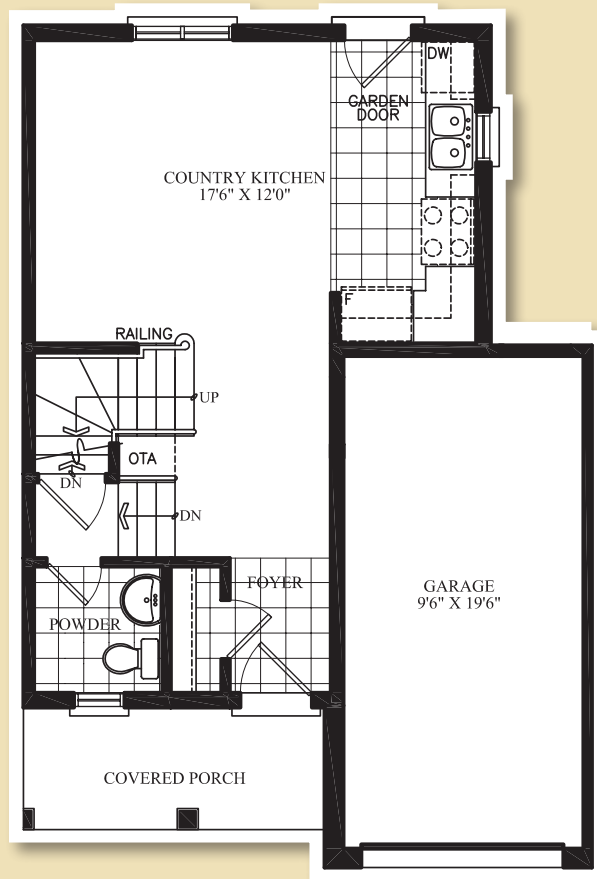 DW
GARDEN
DOOR
COUNTRY KITCHEN
17'6" X 12'0"
F
RAILING
UP
OTA
DN
DN
FOYER
GARAGE
9'6" X 19'6"
POWDER
COVERED PORCH